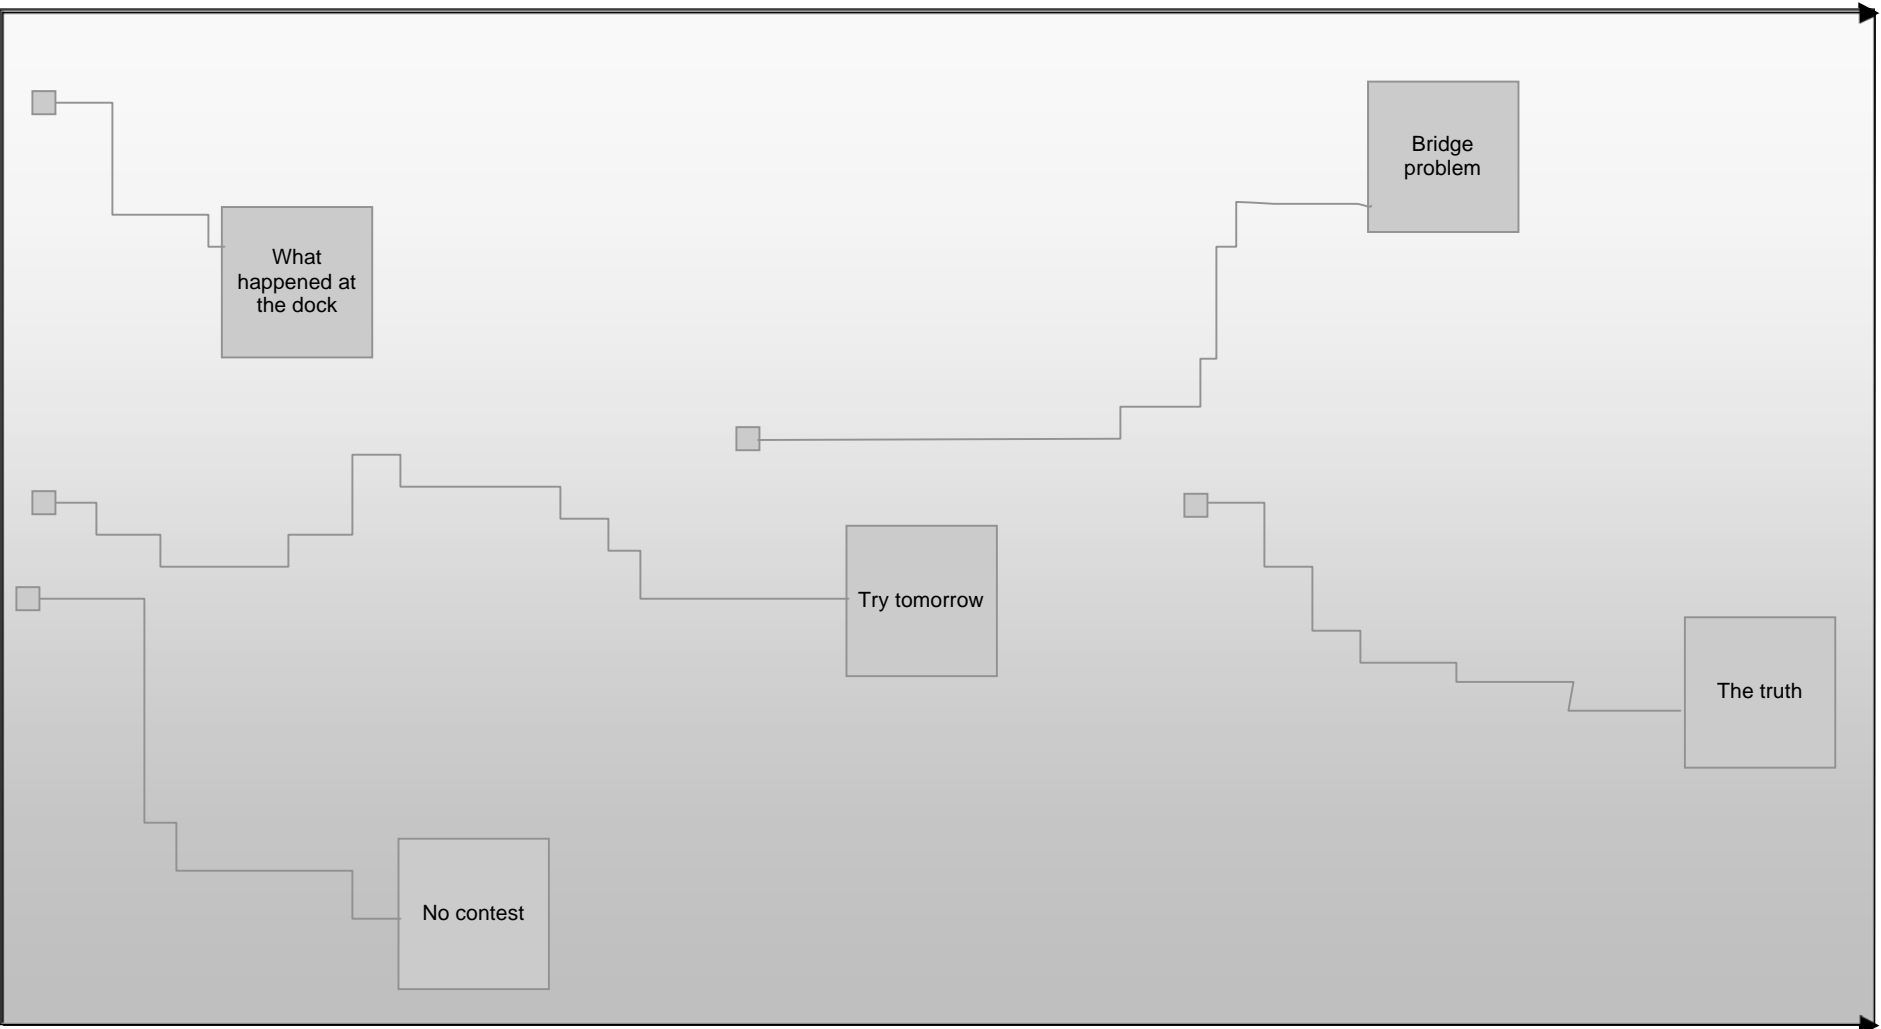 Bridge
problem
What
happened at
the dock
Try tomorrow
The truth
No contest